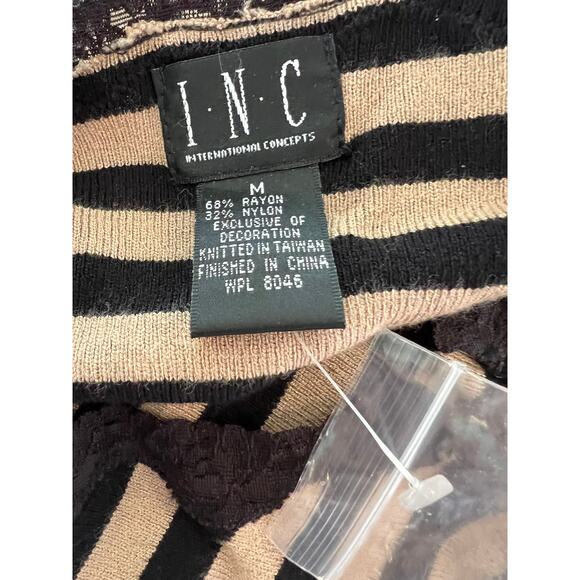 I·N·C
INTERNATIONAL CONCEPTS
M
68% RAYON
32% NYLON
EXCLUSIVE OF
DECORATION
KNITTED IN TAIWAN
FINISHED IN CHINA
WPL 8046